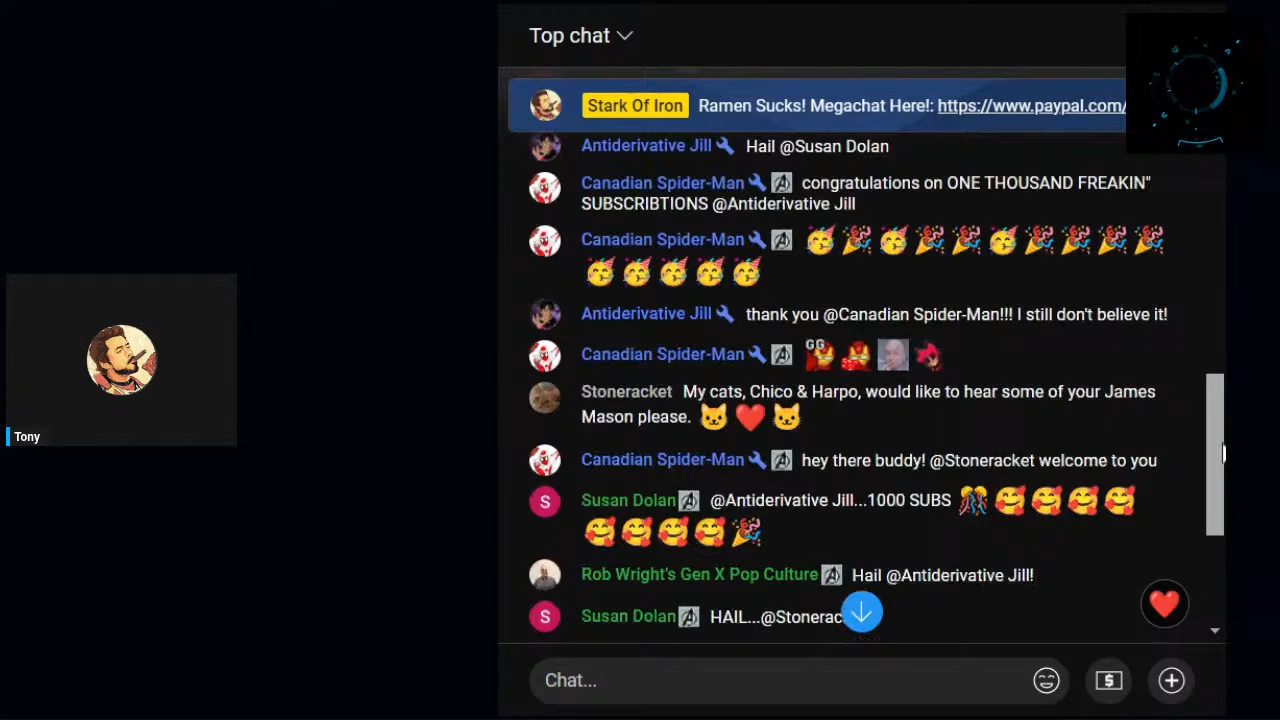 Top chat
Stark Of Iron Ramen Sucks! Megachat Here!: https://www.paypal.com/
Antiderivative Jill Hail @Susan Dolan
Canadian Spider-Man congratulations on ONE THOUSAND FREAKIN"
SUBSCRIBTIONS @Antiderivative Jill
Canadian Spider-Man 🥳🎉🥳🎉🎉🥳🎉🎉🎉🎉
🥳🥳🥳🥳🥳
Antiderivative Jill thank you @Canadian Spider-Man!!! I still don't believe it!
Canadian Spider-Man GG
Stoneracket My cats, Chico & Harpo, would like to hear some of your James
Mason please. 😺❤️😺
Canadian Spider-Man hey there buddy! @Stoneracket welcome to you
S Susan Dolan @Antiderivative Jill...1000 SUBS 🎊🥰🥰🥰🥰
🥰🥰🥰🥰🎉
Tony
Rob Wright's Gen X Pop Culture Hail @Antiderivative Jill!
S Susan Dolan HAIL...@Stonerac
Chat...